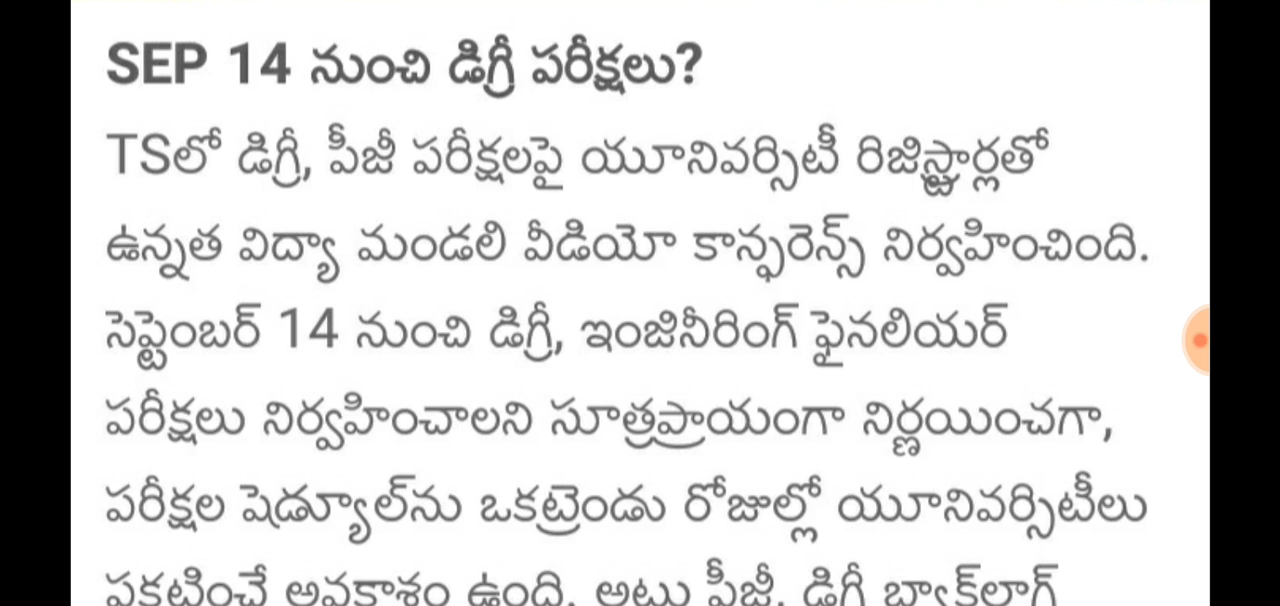 SEP 14 నుంచి డిగ్రీ పరీక్షలు?
TSలో డిగ్రీ, పీజీ పరీక్షలపై యూనివర్సిటీ రిజిస్ట్రార్లతో
ఉన్నత విద్యా మండలి వీడియో కాన్ఫరెన్స్ నిర్వహించింది.
సెప్టెంబర్ 14 నుంచి డిగ్రీ, ఇంజినీరింగ్ ఫైనలియర్
పరీక్షలు నిర్వహించాలని సూత్రప్రాయంగా నిర్ణయించగా,
పరీక్షల షెడ్యూల్‌ను ఒకట్రెండు రోజుల్లో యూనివర్సిటీలు
ప్రకటించే అవకాశం ఉంది. అటు పీజీ, డిగ్రీ బ్యాక్‌లాగ్